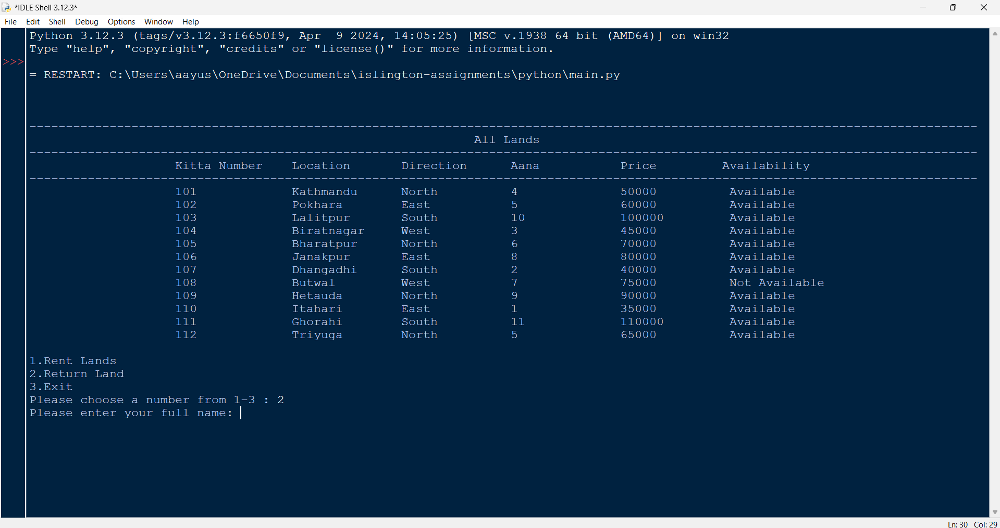 *IDLE Shell 3.12.3*
File Edit Shell Debug Options Window Help
Python 3.12.3 (tags/v3.12.3:f6650f9, Apr  9 2024, 14:05:25) [MSC v.1938 64 bit (AMD64)] on win32
Type "help", "copyright", "credits" or "license()" for more information.
>>>
= RESTART: C:\Users\aayus\OneDrive\Documents\islington-assignments\python\main.py
----------------------------------------------------------------------------------------------------------------------------------
All Lands
----------------------------------------------------------------------------------------------------------------------------------
Kitta Number Location Direction Aana Price Availability
----------------------------------------------------------------------------------------------------------------------------------
101 Kathmandu North 4 50000 Available
102 Pokhara East 5 60000 Available
103 Lalitpur South 10 100000 Available
104 Biratnagar West 3 45000 Available
105 Bharatpur North 6 70000 Available
106 Janakpur East 8 80000 Available
107 Dhangadhi South 2 40000 Available
108 Butwal West 7 75000 Not Available
109 Hetauda North 9 90000 Available
110 Itahari East 1 35000 Available
111 Ghorahi South 11 110000 Available
112 Triyuga North 5 65000 Available
1.Rent Lands
2.Return Land
3.Exit
Please choose a number from 1-3 : 2
Please enter your full name:
Ln: 30 Col: 29